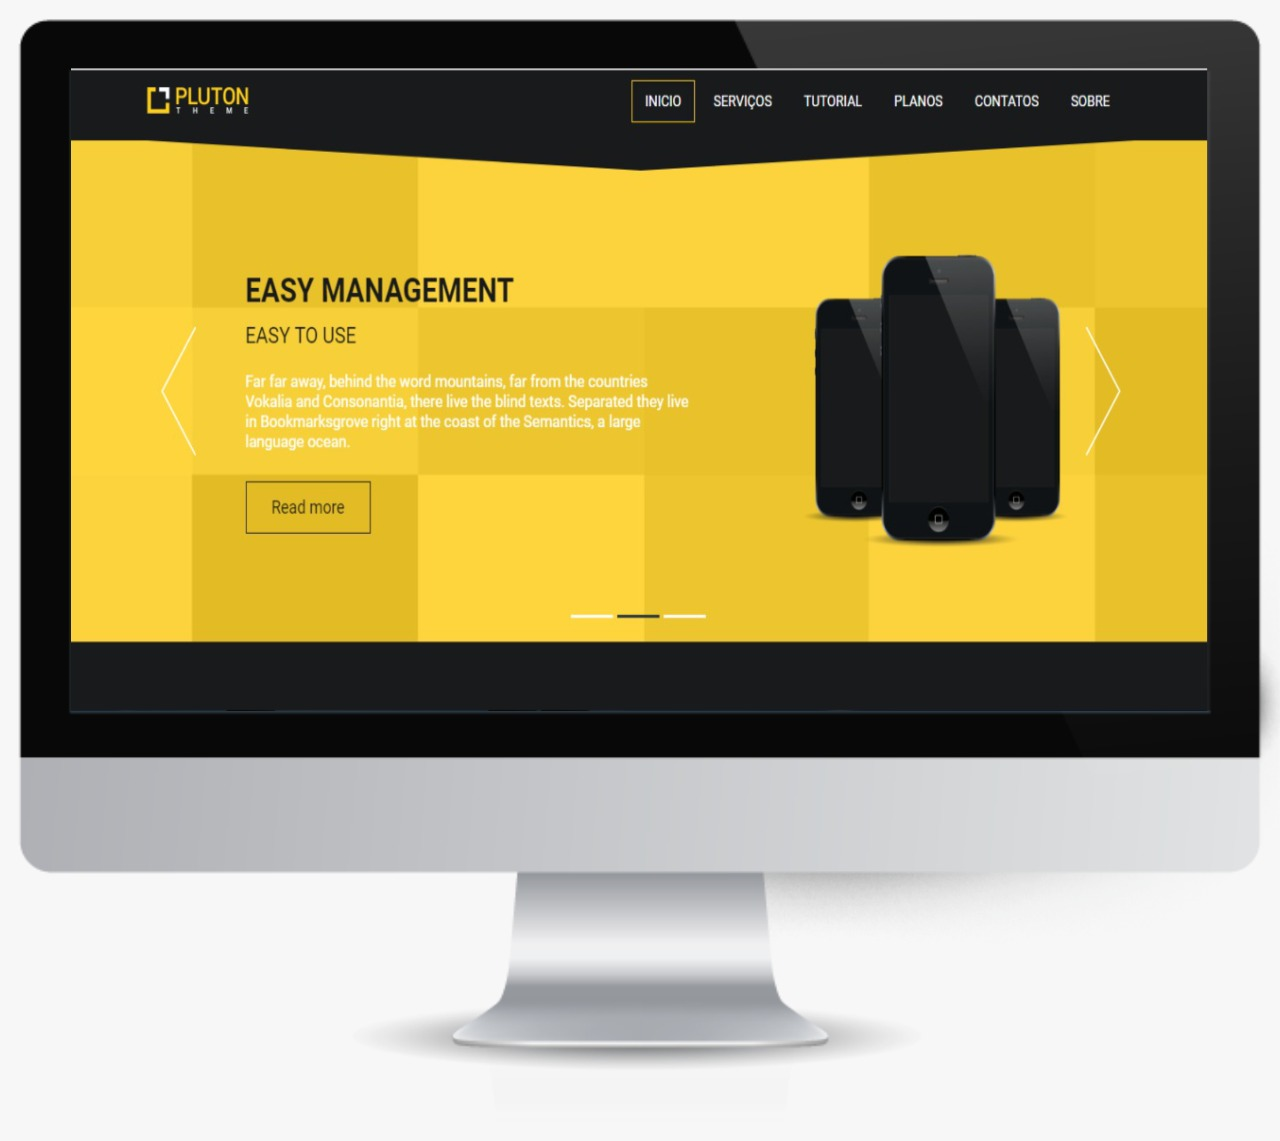 PLUTON
THEME
INICIO SERVIÇOS TUTORIAL PLANOS CONTATOS SOBRE
EASY MANAGEMENT
EASY TO USE
Far far away, behind the word mountains, far from the countries
Vokalia and Consonantia, there live the blind texts. Separated they live
in Bookmarksgrove right at the coast of the Semantics, a large
language ocean.
Read more